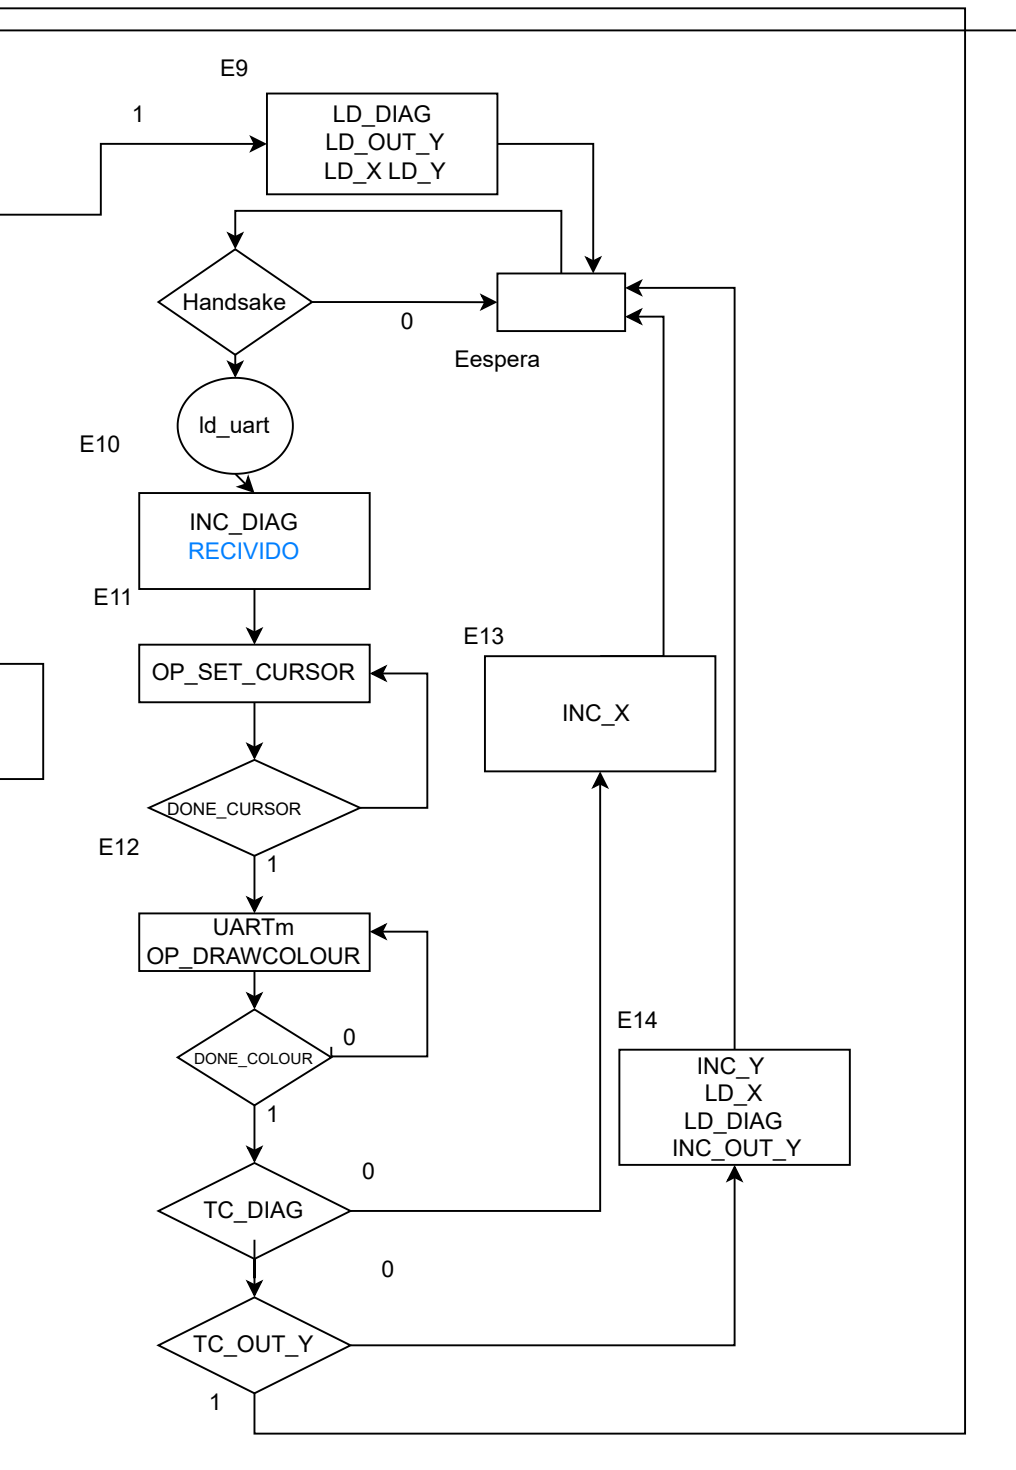 E9
1
LD_DIAG
LD_OUT_Y
LD_X LD_Y
Handsake
0
Eespera
ld_uart
E10
INC_DIAG
RECIVIDO
E11
OP_SET_CURSOR
E13
INC_X
DONE_CURSOR
E12
1
UARTm
OP_DRAWCOLOUR
0
DONE_COLOUR
1
E14
INC_Y
LD_X
LD_DIAG
INC_OUT_Y
0
TC_DIAG
0
TC_OUT_Y
1